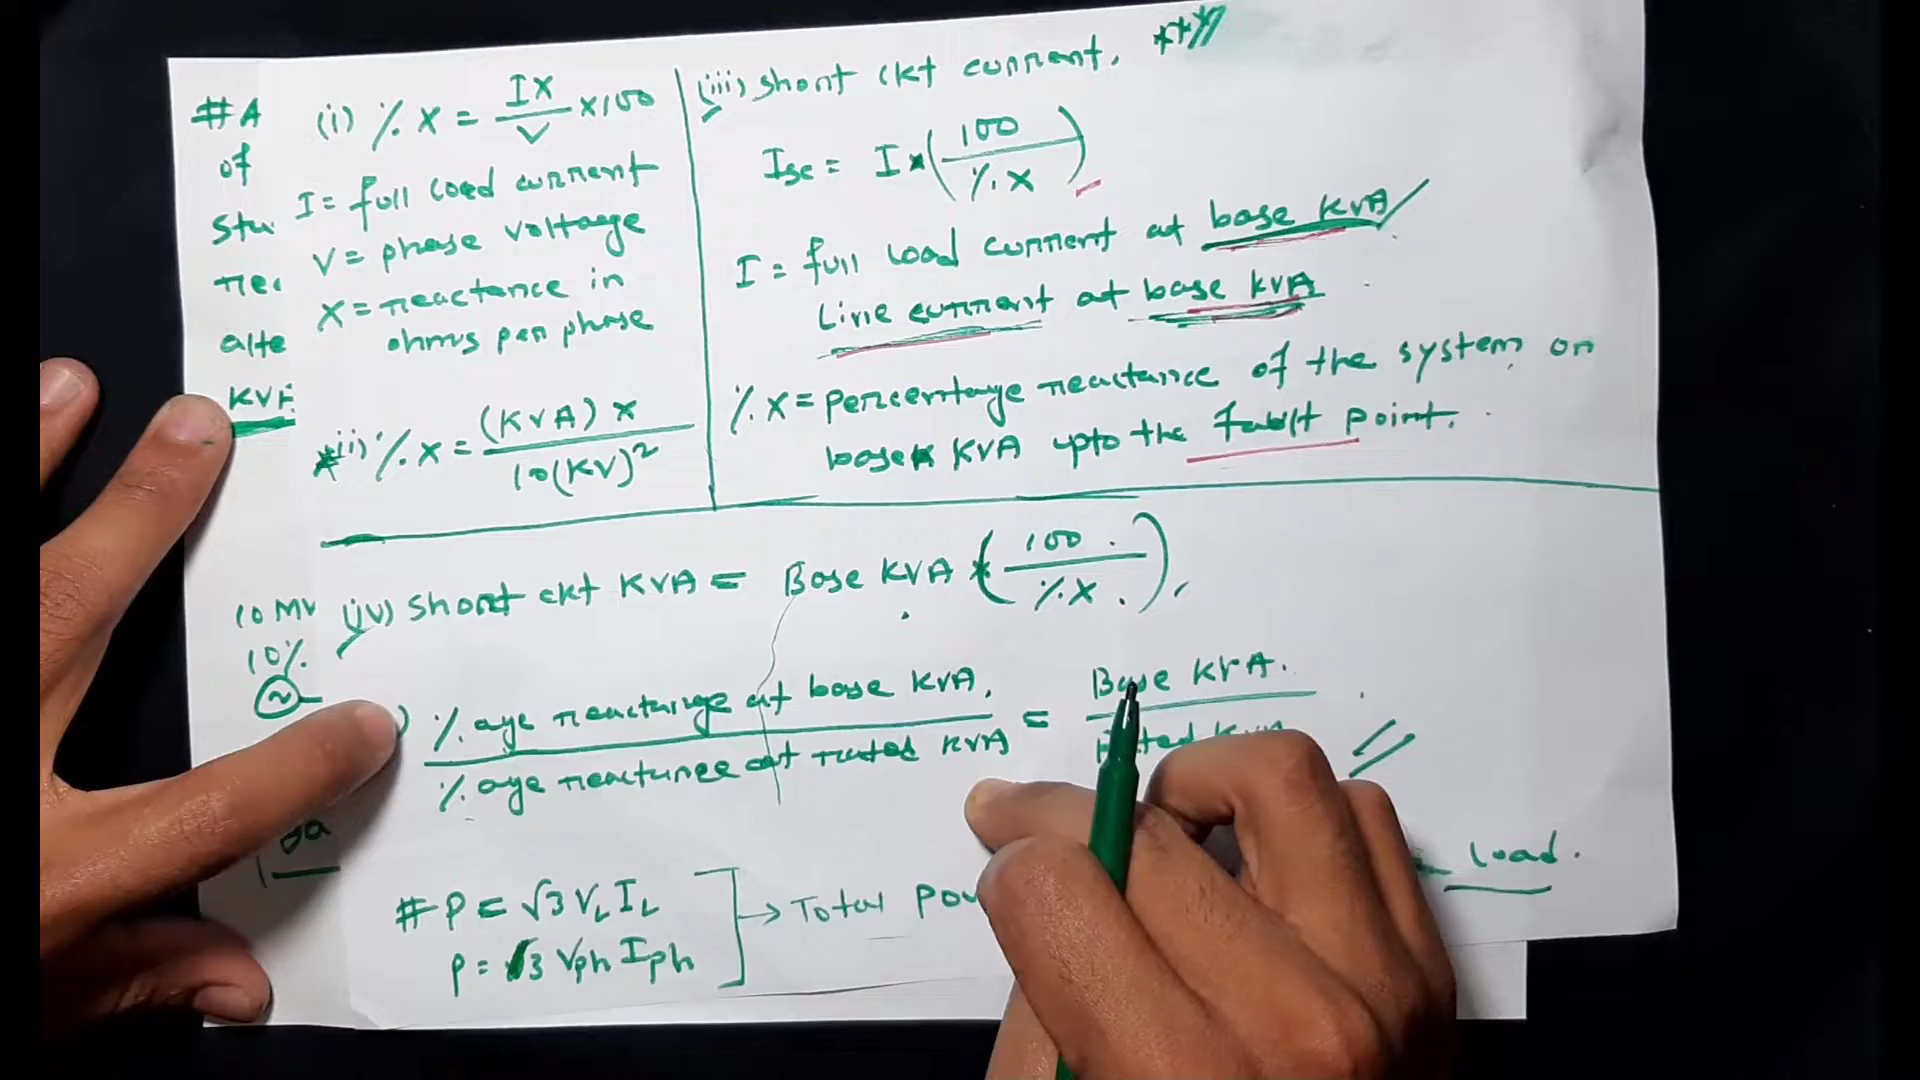 #A
of
alte
(i) % X = IX / V × 100
I = full load current
V = phase voltage
X = reactance in
ohms per phase
*(ii) % X = (KVA) X / 10(KV)²
(iii) short ckt current. ***
Isc = I * (100 / % X)
I = full load current at base KVA
Line current at base KVA
% X = percentage reactance of the system on
base KVA upto the fault point.
10 MV
10%
(iv) short ckt KVA = Base KVA * (100 / % X),
) % age reactange at base KVA. / % age reactance at rated KVA = Base KVA. / Rated KVA
load.
# P = √3 VL IL
P = √3 Vph Iph
→ Total